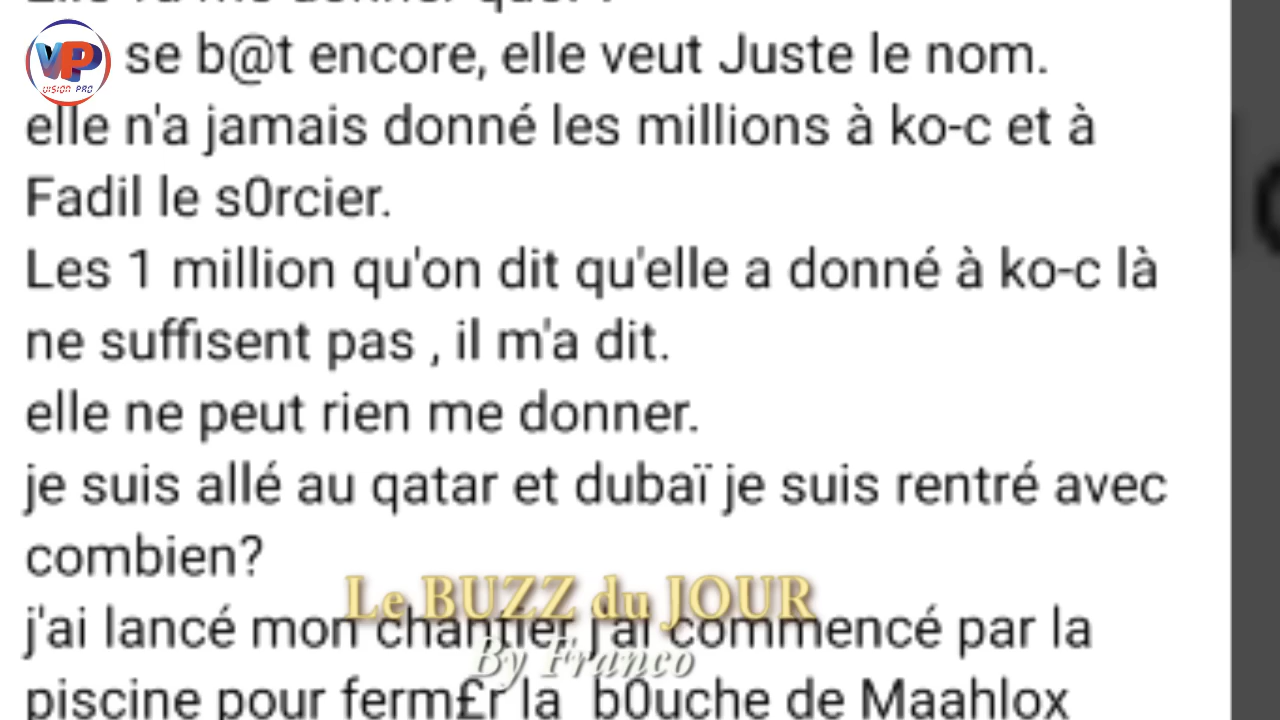 se b@t encore, elle veut Juste le nom.
elle n'a jamais donné les millions à ko-c et à
Fadil le s0rcier.
Les 1 million qu'on dit qu'elle a donné à ko-c là
ne suffisent pas , il m'a dit.
elle ne peut rien me donner.
je suis allé au qatar et dubaï je suis rentré avec
combien?
j'ai lancé mon chantier j'ai commencé par la
piscine pour ferm£r la b0uche de Maahlox
VP
VISION PRO
Le BUZZ du JOUR
By Franco